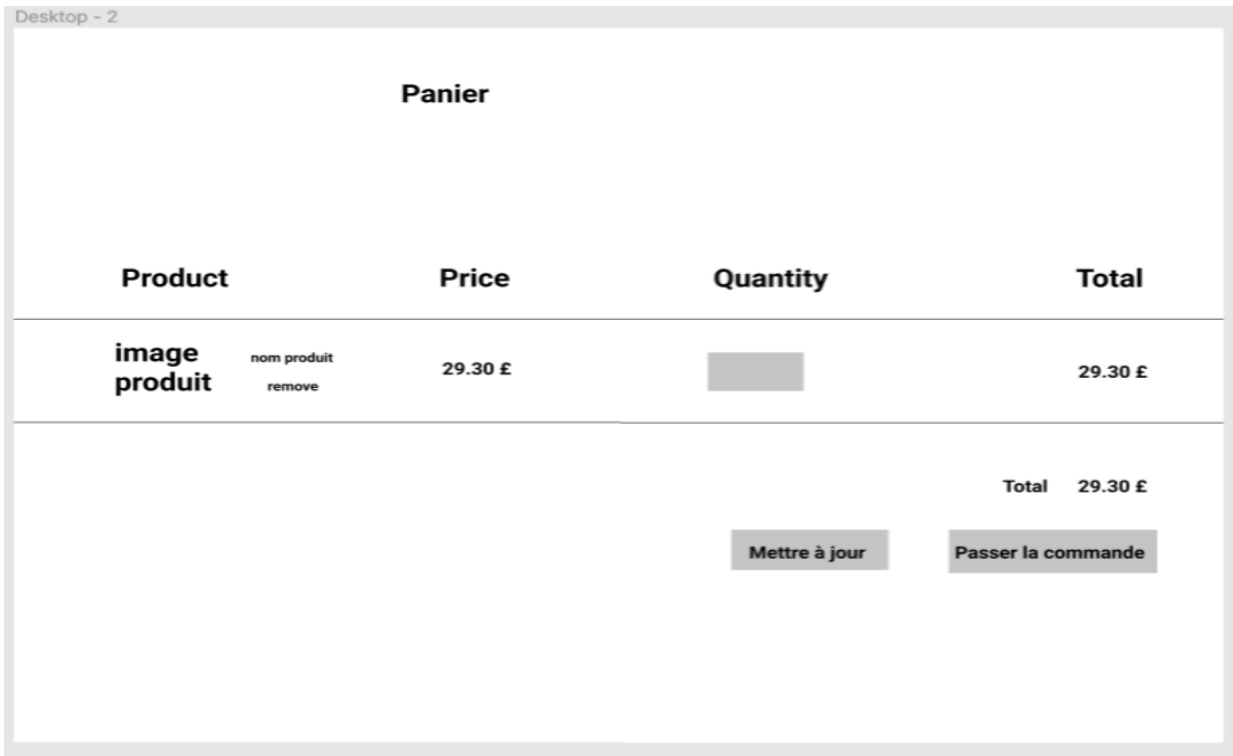 Desktop - 2
Panier
Product Price Quantity Total
image produit nom produit remove 29.30 £ 29.30 £
Total 29.30 £
Mettre à jour Passer la commande